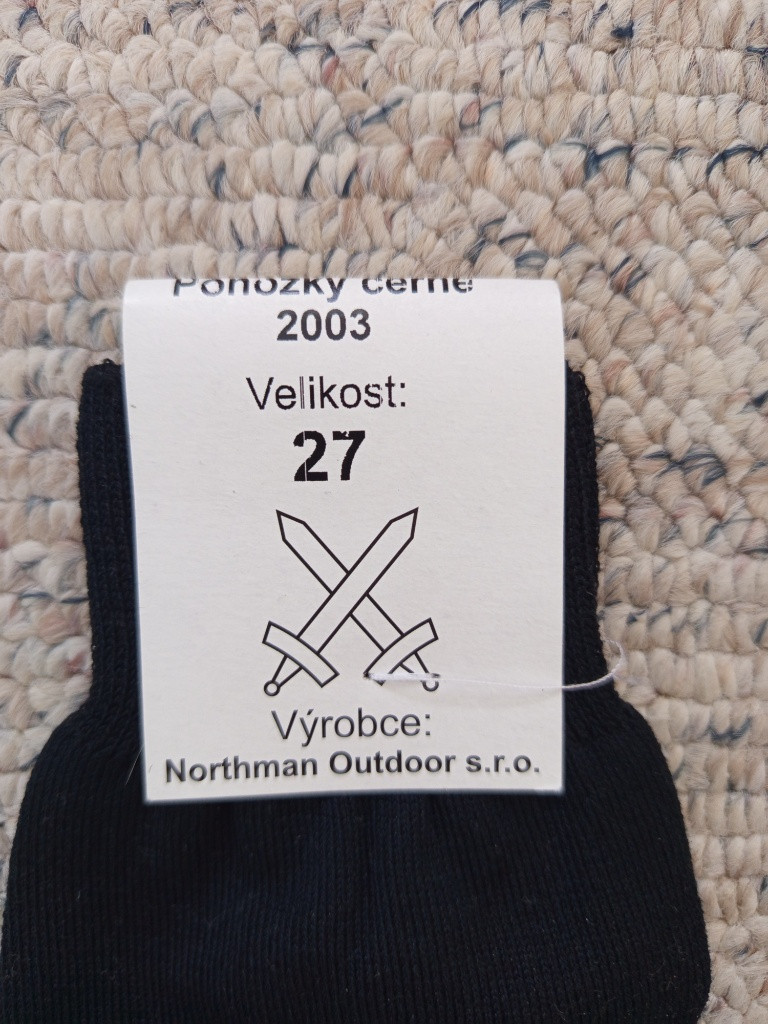 Ponožky černé
2003
Velikost:
27
Výrobce:
Northman Outdoor s.r.o.